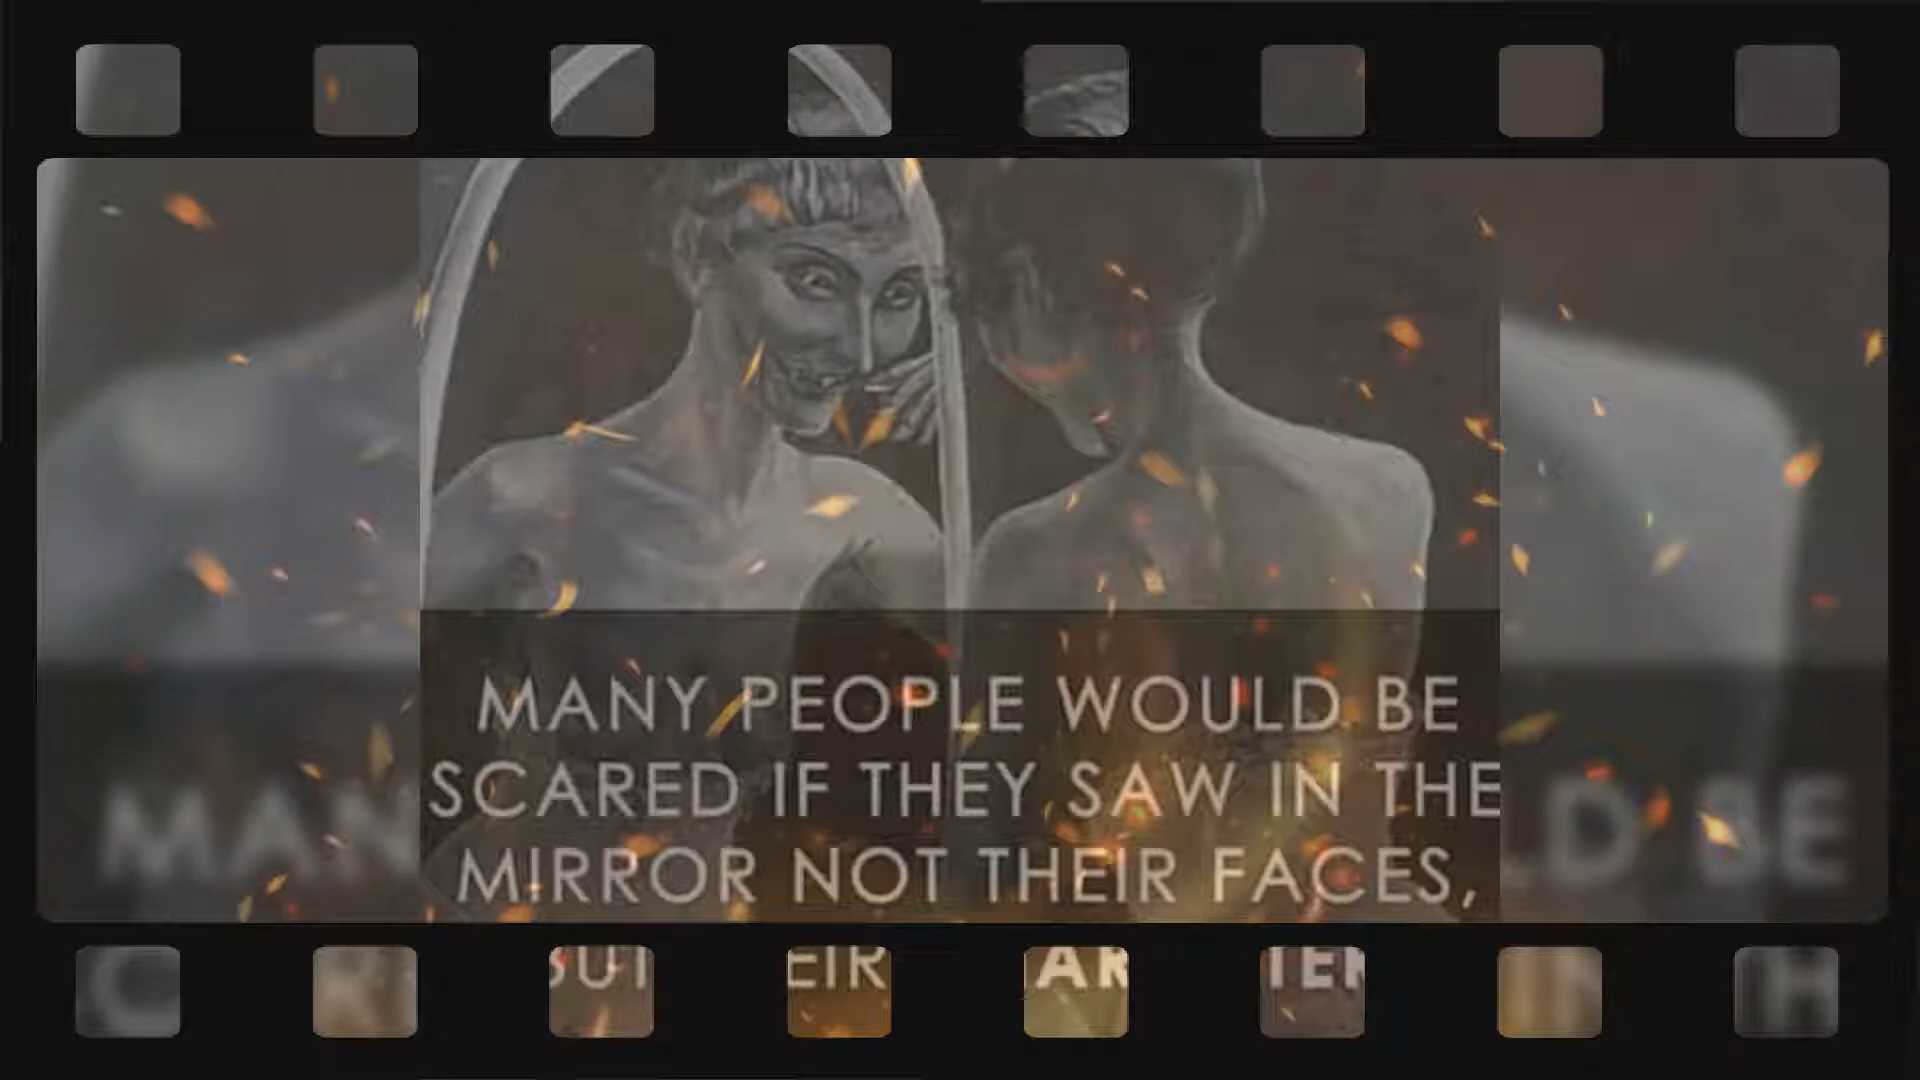 MANY PEOPLE WOULD BE
SCARED IF THEY SAW IN THE
MIRROR NOT THEIR FACES,